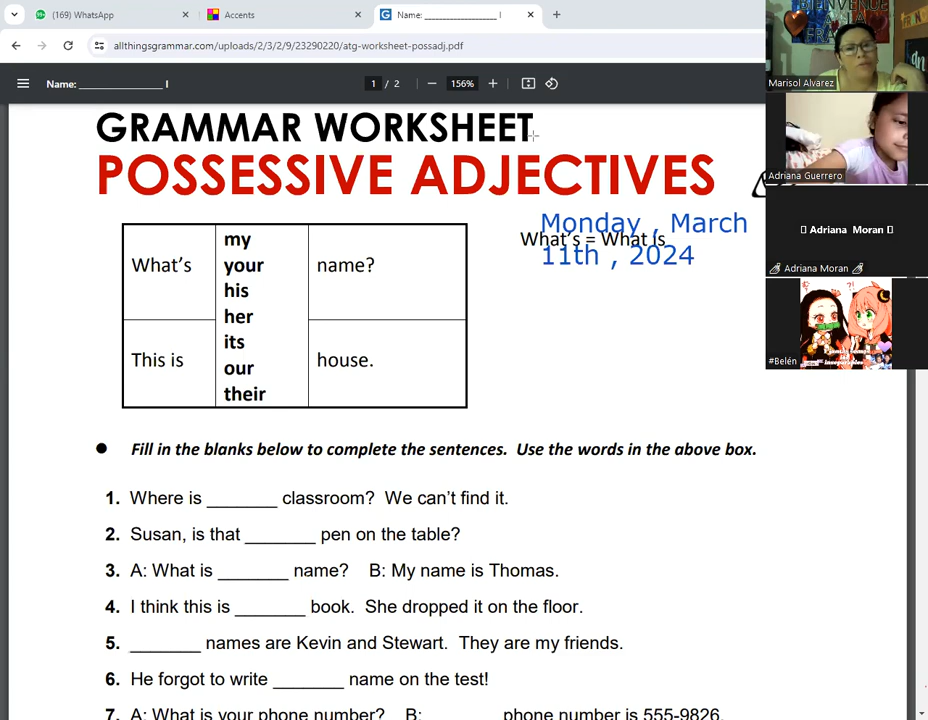 (169) WhatsApp
Accents
Name: ____________________ l
allthingsgrammar.com/uploads/2/3/2/9/23290220/atg-worksheet-possadj.pdf
Name: __________________ l
1 / 2
156%
GRAMMAR WORKSHEET
POSSESSIVE ADJECTIVES
Monday , March
11th , 2024
What's = What is
What's
my
your
his
her
its
our
their
name?
This is
house.
Fill in the blanks below to complete the sentences. Use the words in the above box.
1. Where is _______ classroom? We can't find it.
2. Susan, is that _______ pen on the table?
3. A: What is _______ name? B: My name is Thomas.
4. I think this is _______ book. She dropped it on the floor.
5. _______ names are Kevin and Stewart. They are my friends.
6. He forgot to write _______ name on the test!
7. A: What is your phone number? B: _______ phone number is 555-9826.
Marisol Alvarez
Adriana Guerrero
Adriana Moran
Adriana Moran
#Belén